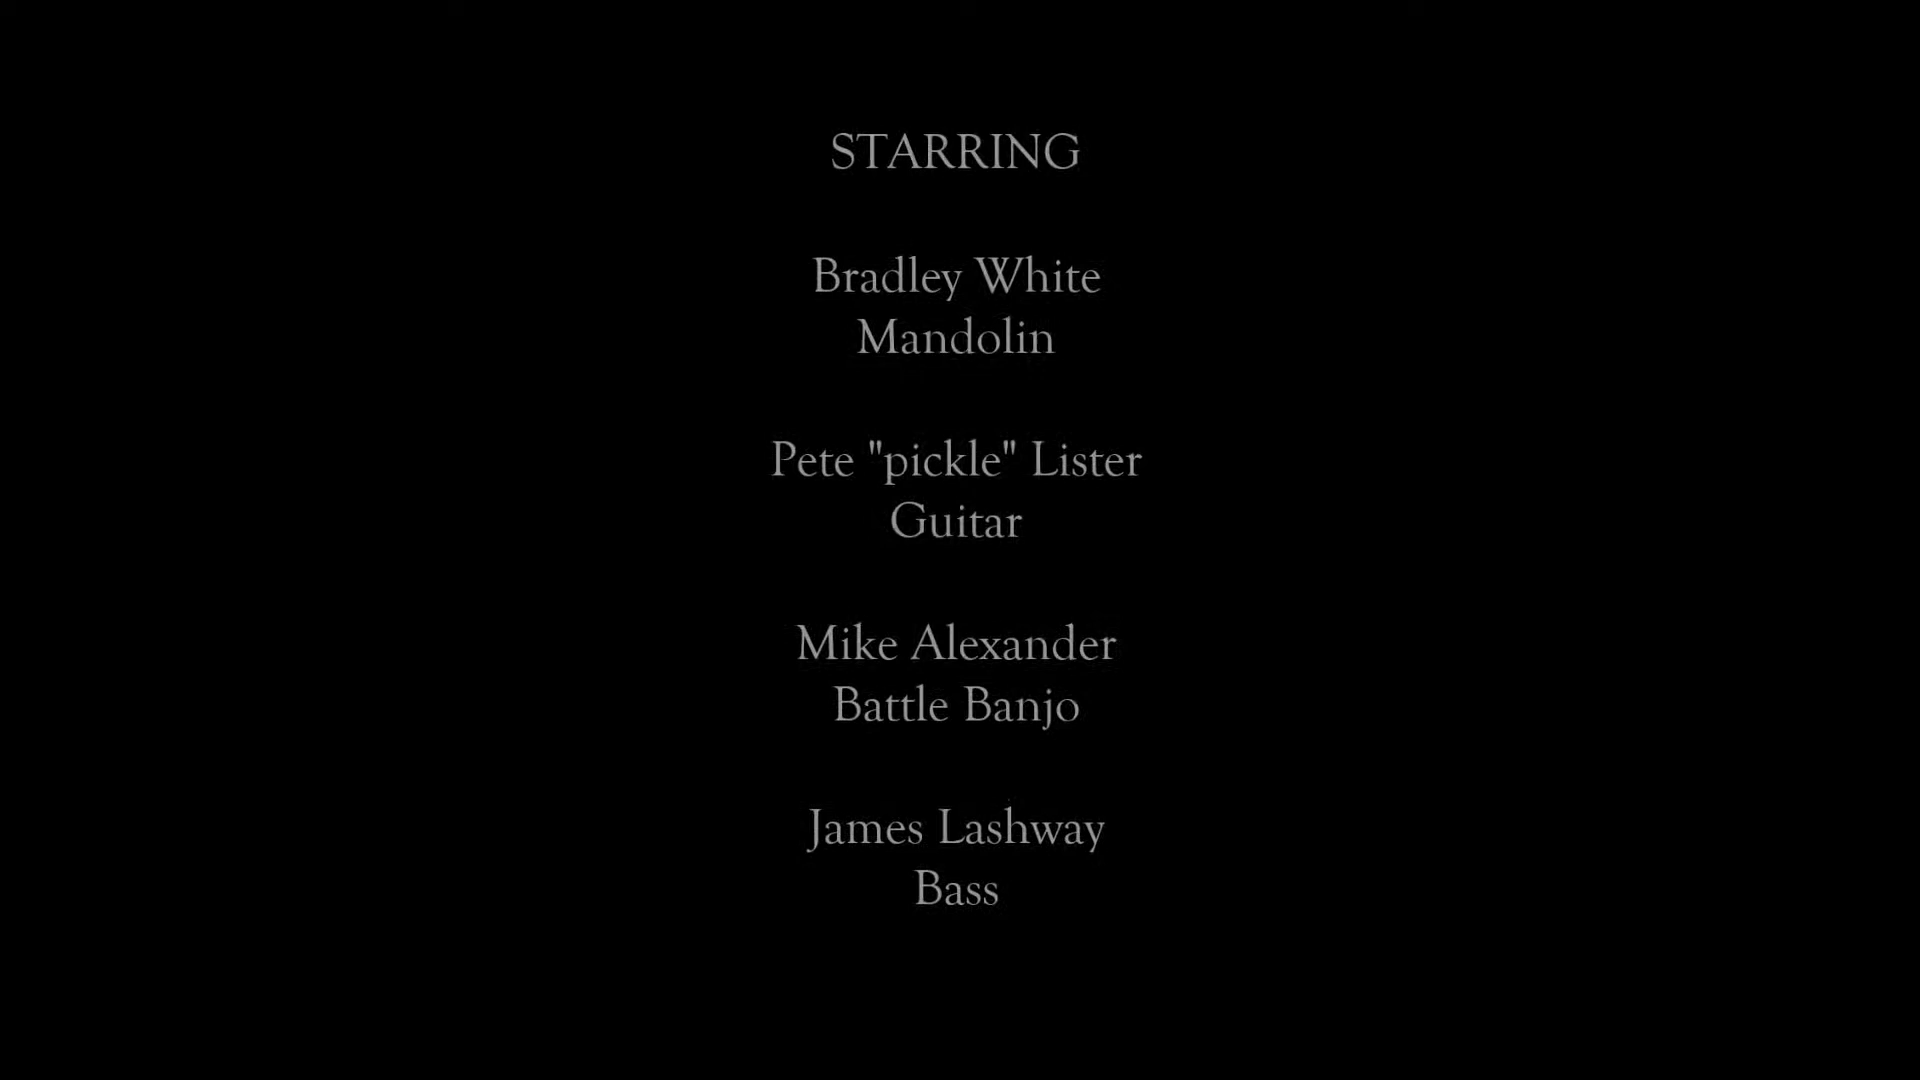 STARRING
Bradley White
Mandolin
Pete "pickle" Lister
Guitar
Mike Alexander
Battle Banjo
James Lashway
Bass